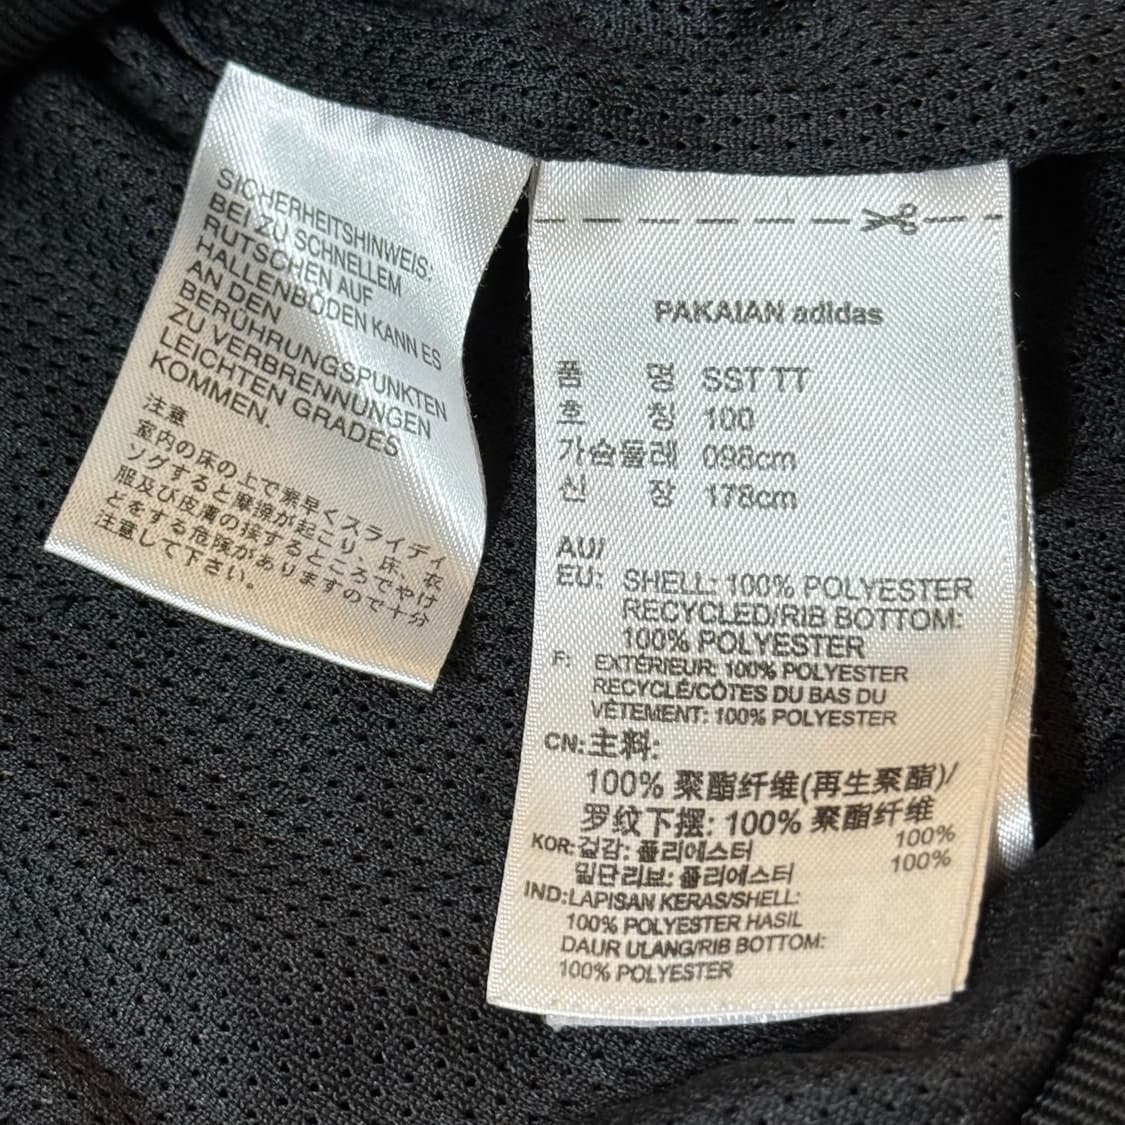 SICHERHEITSHINWEIS:
BEI ZU SCHNELLEM
RUTSCHEN AUF
HALLENBÖDEN KANN ES
AN DEN
BERÜHRUNGSPUNKTEN
ZU VERBRENNUNGEN
LEICHTEN GRADES
KOMMEN.
注意
室内の床の上で素早くスライディ
ングすると摩擦が起こり、床、衣
服及び皮膚の接するところでやけ
どをする危険がありますので十分
注意して下さい。
PAKAIAN adidas
품 명 SST TT
호 칭 100
가슴둘레 098cm
신 장 178cm
AU/
EU: SHELL: 100% POLYESTER
RECYCLED/RIB BOTTOM:
100% POLYESTER
F: EXTÉRIEUR: 100% POLYESTER
RECYCLÉ/CÔTES DU BAS DU
VÊTEMENT: 100% POLYESTER
CN:主料:
100% 聚酯纤维(再生聚酯)/
罗纹下摆: 100% 聚酯纤维
KOR:겉감: 폴리에스터 100%
밑단리브: 폴리에스터 100%
IND:LAPISAN KERAS/SHELL:
100% POLYESTER HASIL
DAUR ULANG/RIB BOTTOM:
100% POLYESTER